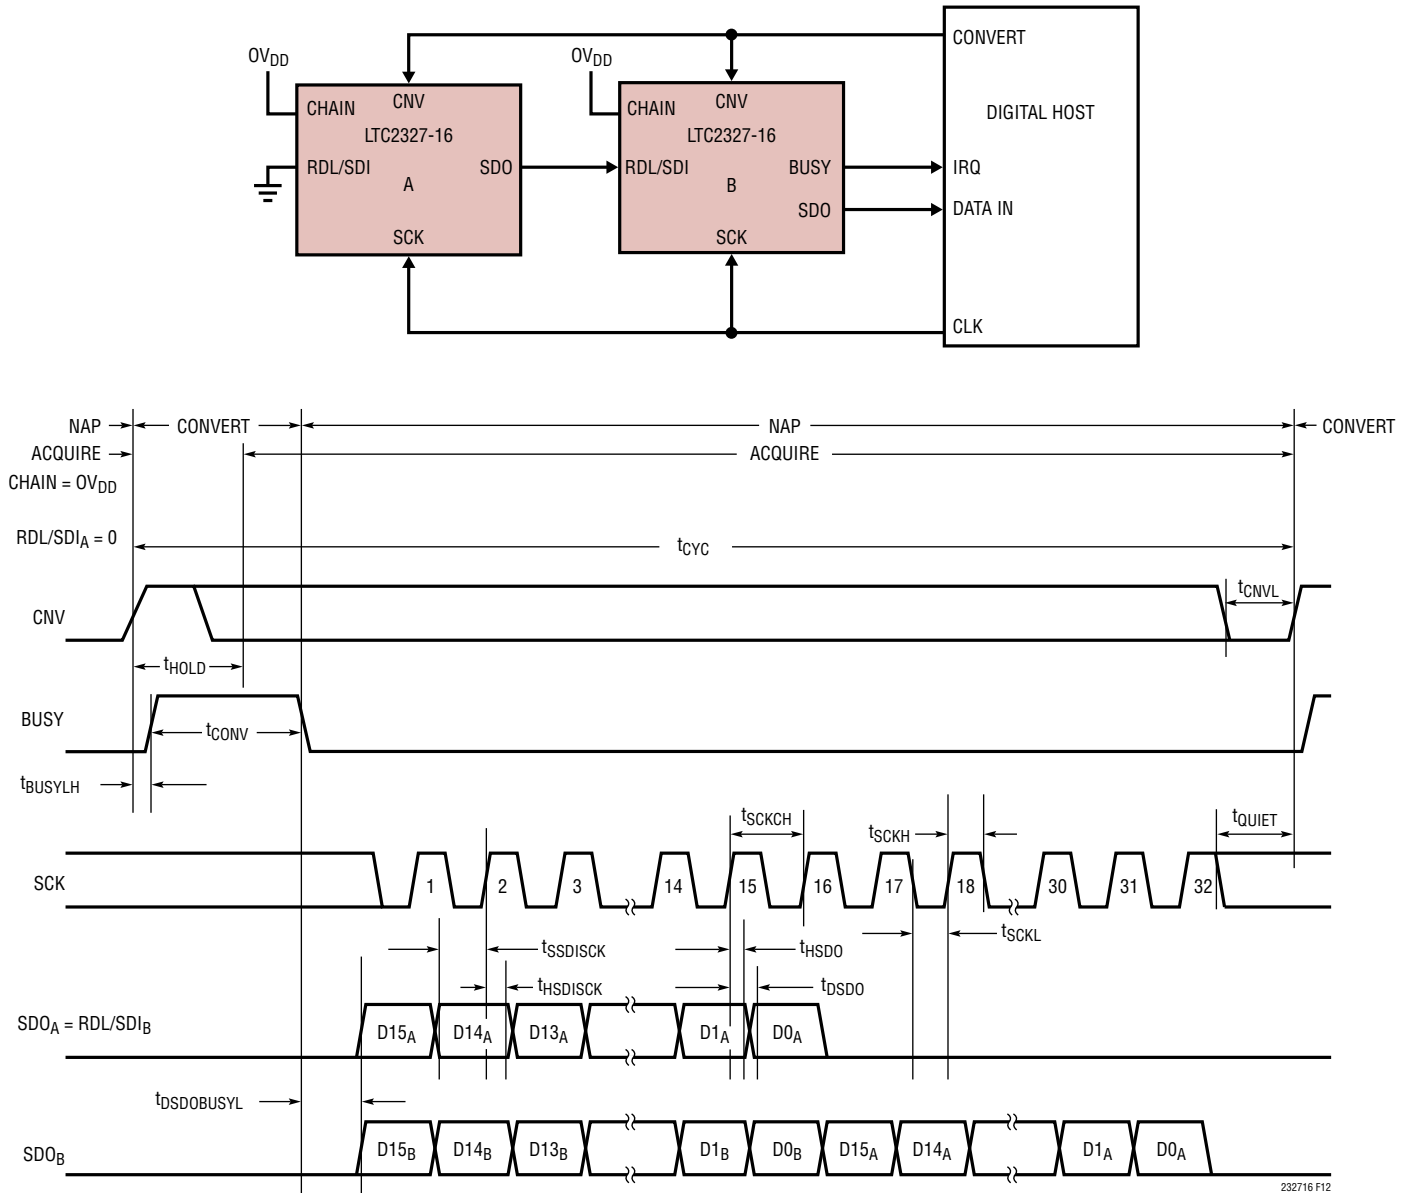 CONVERT
OVDD
OVDD
CHAIN
CNV
CHAIN
CNV
DIGITAL HOST
LTC2327-16
LTC2327-16
RDL/SDI
SDO
RDL/SDI
BUSY
IRQ
A
B
SDO
DATA IN
SCK
SCK
CLK
NAP
CONVERT
NAP
CONVERT
ACQUIRE
ACQUIRE
CHAIN = OVDD
RDL/SDIA = 0
tCYC
CNV
tCNVL
tHOLD
BUSY
tCONV
tBUSYLH
tSCKCH
tSCKH
tQUIET
SCK
1
2
3
14
15
16
17
18
30
31
32
tSCKL
tSSDISCK
tHSDO
tHSDISCK
tDSDO
SDOA = RDL/SDIB
D15A
D14A
D13A
D1A
D0A
tDSDOBUSYL
SDOB
D15B
D14B
D13B
D1B
D0B
D15A
D14A
D1A
D0A
232716 F12